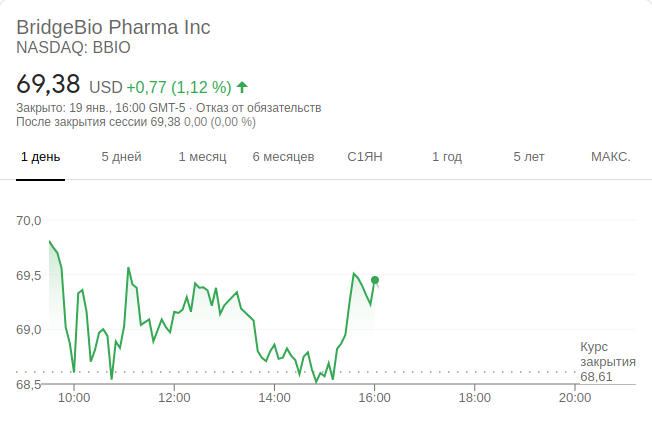 BridgeBio Pharma Inc
NASDAQ: BBIO
69,38 USD +0,77 (1,12 %)
Закрыто: 19 янв., 16:00 GMT-5 · Отказ от обязательств
После закрытия сессии 69,38 0,00 (0,00 %)
1 день 5 дней 1 месяц 6 месяцев С1ЯН 1 год 5 лет МАКС.
70,0
69,5
69,0
Курс
закрытия
68,61
68,5
10:00 12:00 14:00 16:00 18:00 20:00